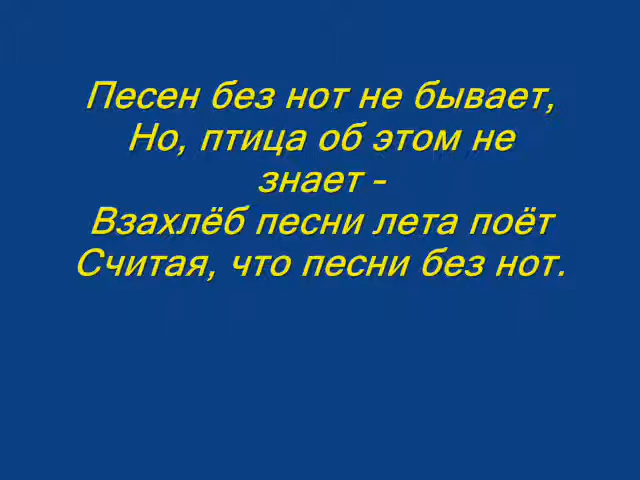 Песен без нот не бывает,
Но, птица об этом не
знает -
Взахлёб песни лета поёт
Считая, что песни без нот.